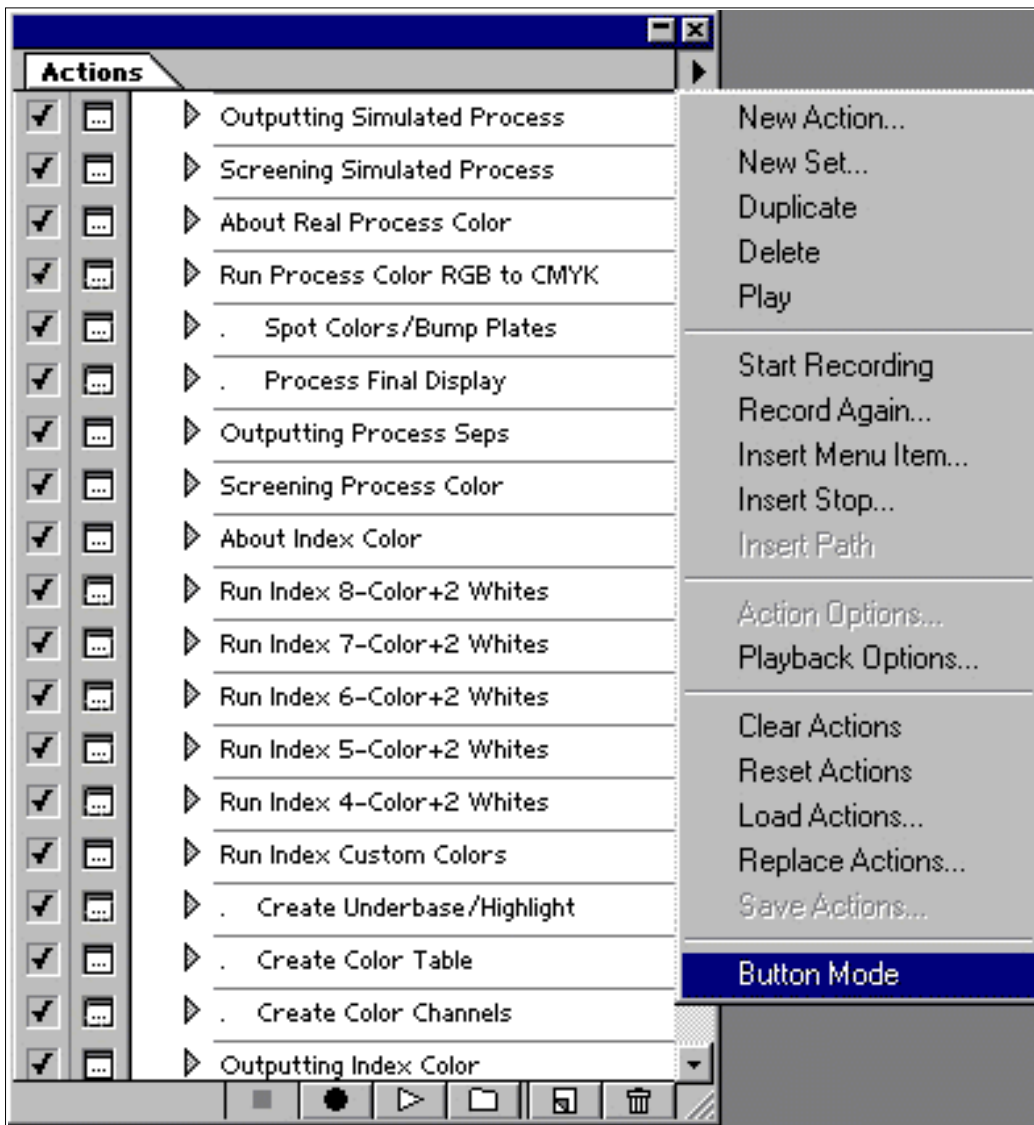 Actions
Outputting Simulated Process
Screening Simulated Process
About Real Process Color
Run Process Color RGB to CMYK
. Spot Colors/Bump Plates
. Process Final Display
Outputting Process Seps
Screening Process Color
About Index Color
Run Index 8-Color+2 Whites
Run Index 7-Color+2 Whites
Run Index 6-Color+2 Whites
Run Index 5-Color+2 Whites
Run Index 4-Color+2 Whites
Run Index Custom Colors
. Create Underbase/Highlight
. Create Color Table
. Create Color Channels
Outputting Index Color
New Action...
New Set...
Duplicate
Delete
Play
Start Recording
Record Again...
Insert Menu Item...
Insert Stop...
Insert Path
Action Options...
Playback Options...
Clear Actions
Reset Actions
Load Actions...
Replace Actions...
Save Actions...
Button Mode